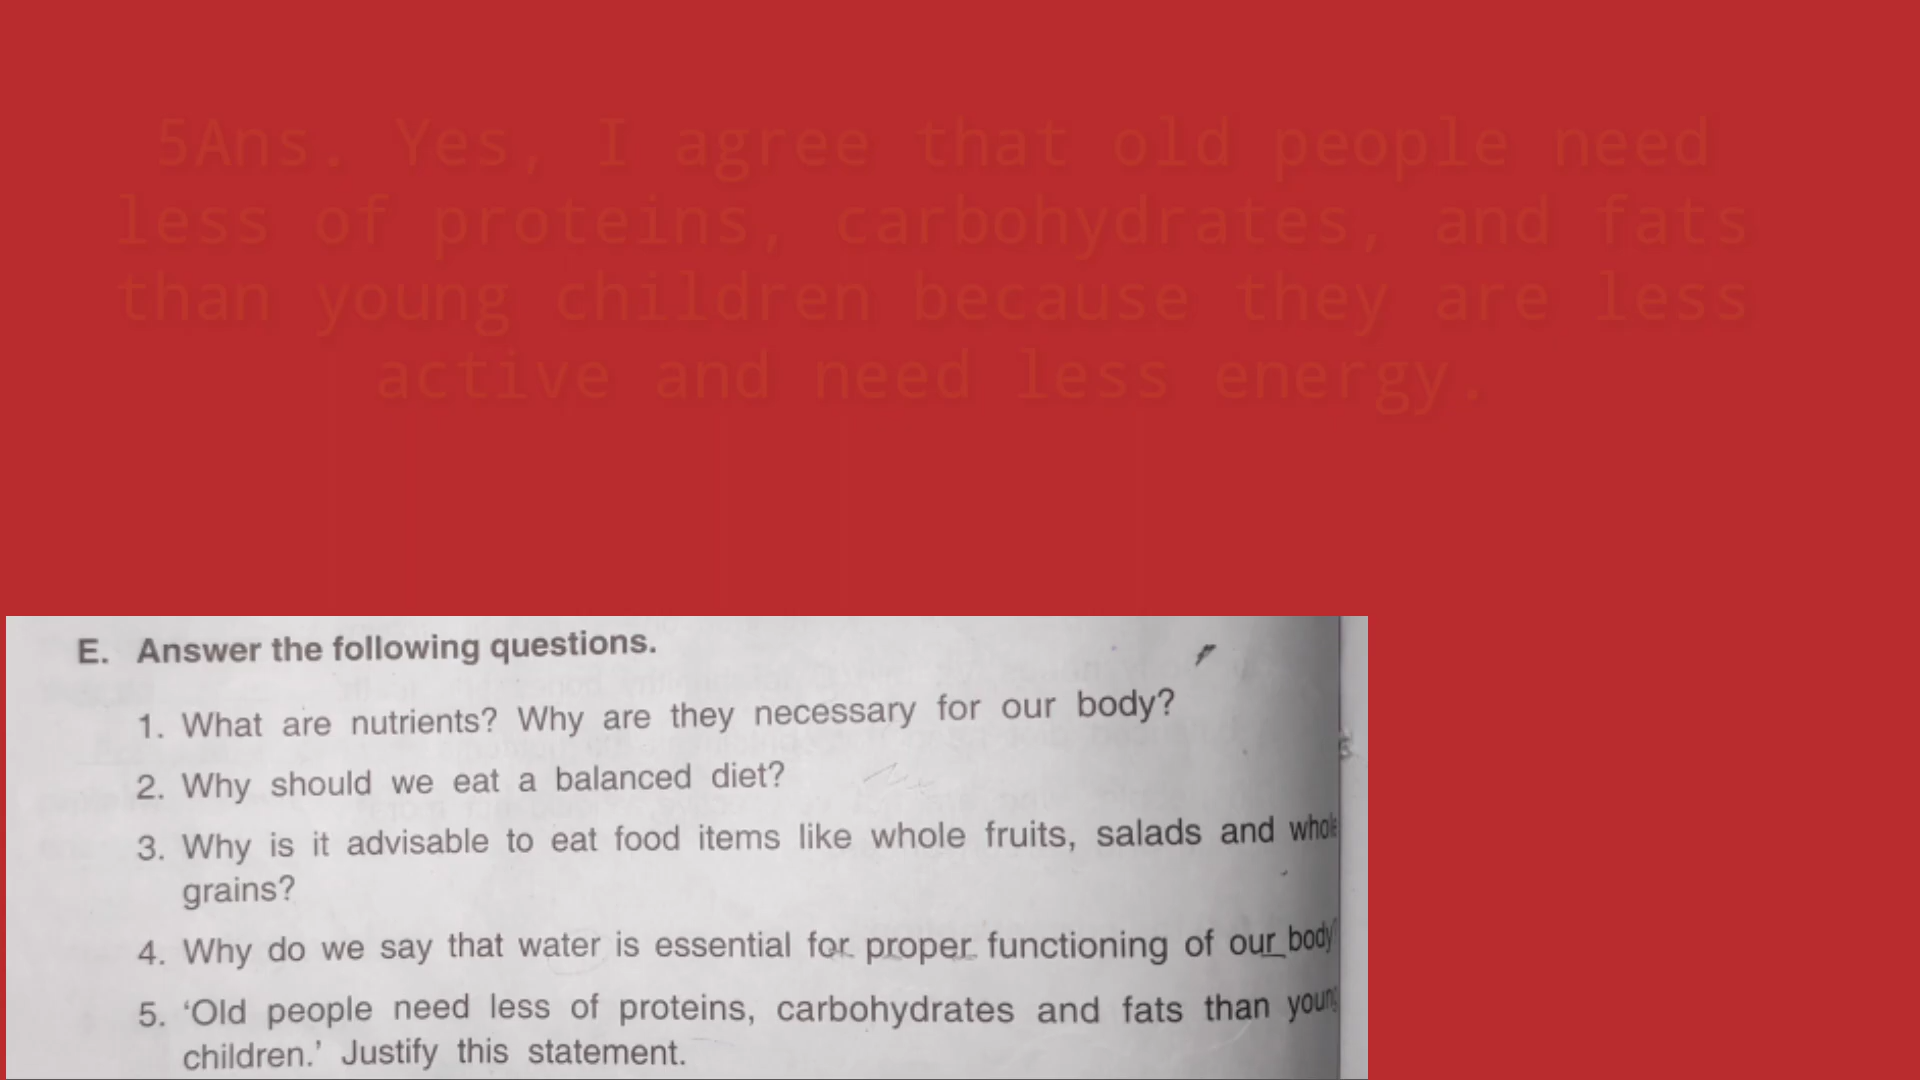 5Ans. Yes, I agree that old people need
less of proteins, carbohydrates, and fats
than young children because they are less
active and need less energy.
E. Answer the following questions.
1. What are nutrients? Why are they necessary for our body?
2. Why should we eat a balanced diet?
3. Why is it advisable to eat food items like whole fruits, salads and whole
grains?
4. Why do we say that water is essential for proper functioning of our body
5. ‘Old people need less of proteins, carbohydrates and fats than young
children.’ Justify this statement.